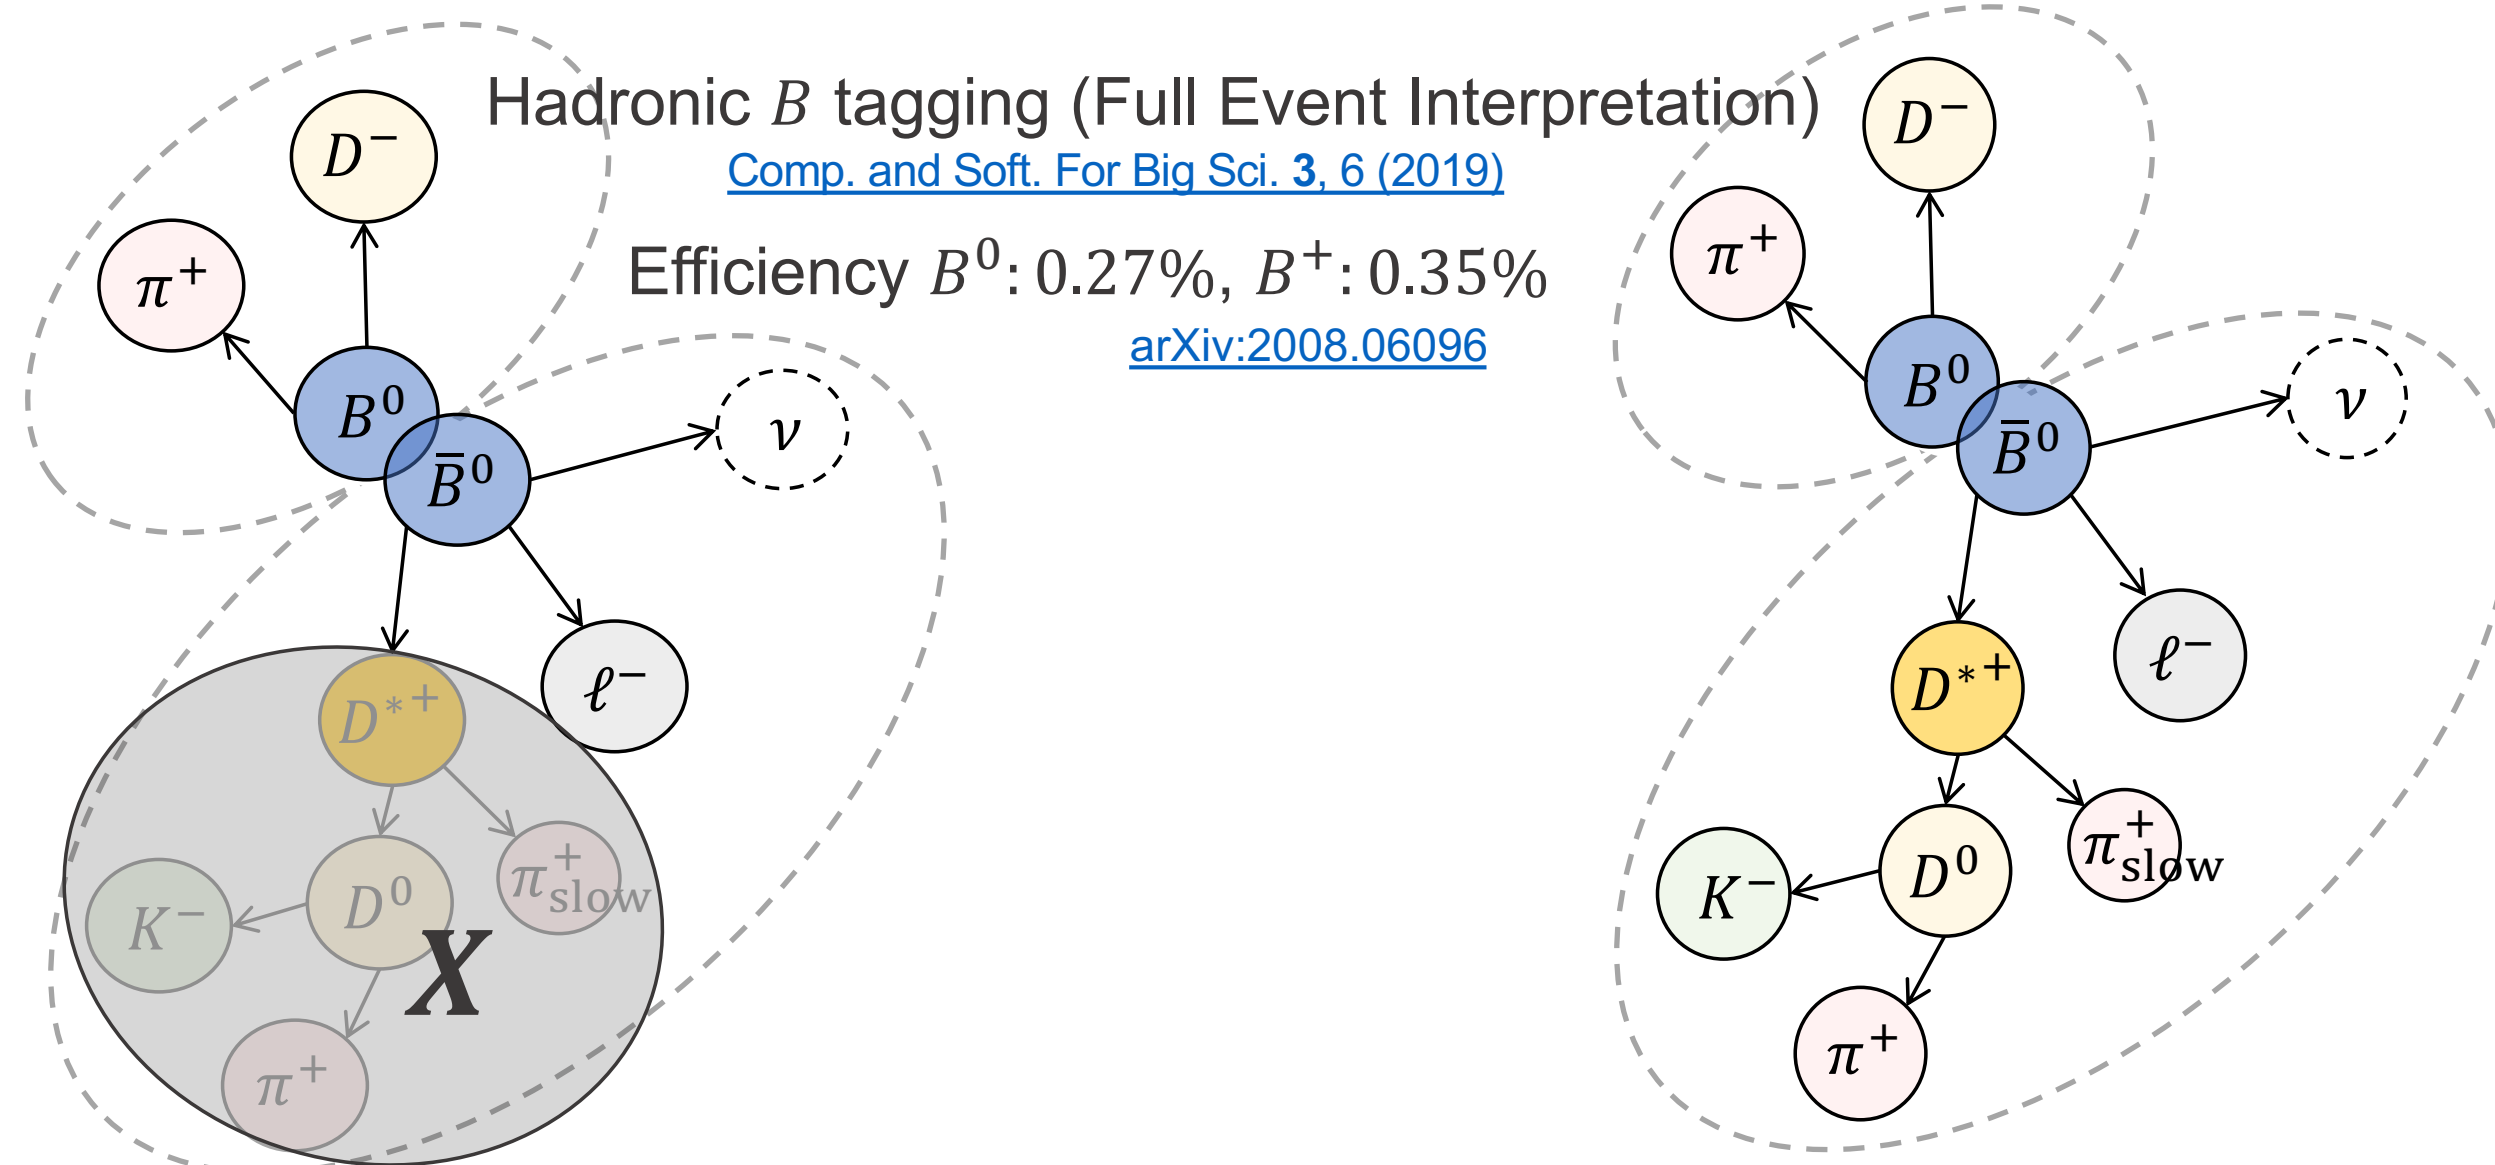 Hadronic B tagging (Full Event Interpretation)
Comp. and Soft. For Big Sci. 3, 6 (2019)
Efficiency B⁰: 0.27%, B⁺: 0.35%
arXiv:2008.06096
D⁻
π⁺
B⁰
B̄⁰
ν
ℓ⁻
D*⁺
D⁰
π⁺slow
K⁻
X
π⁺
D⁻
π⁺
B⁰
B̄⁰
ν
ℓ⁻
D*⁺
π⁺slow
D⁰
K⁻
π⁺